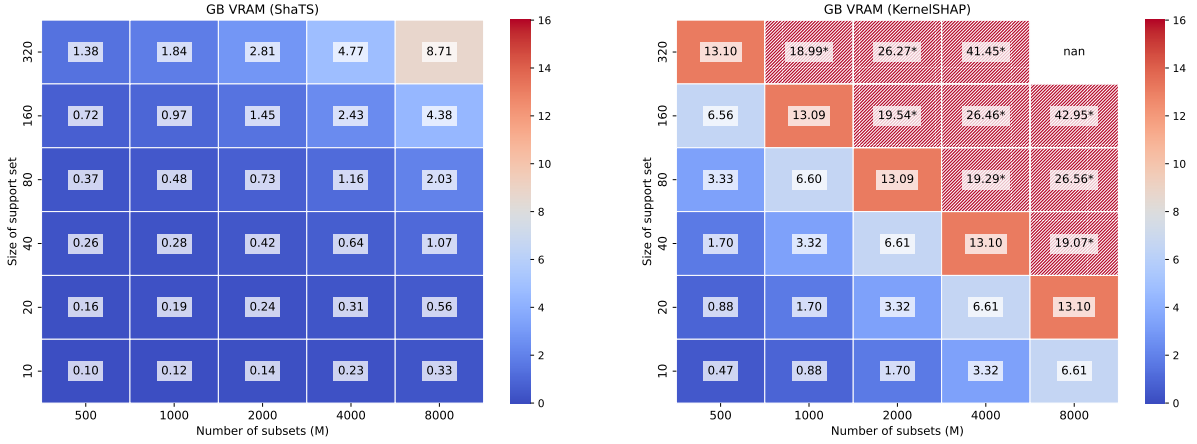 GB VRAM (ShaTS)
Size of support set
320 1.38 1.84 2.81 4.77 8.71
160 0.72 0.97 1.45 2.43 4.38
80 0.37 0.48 0.73 1.16 2.03
40 0.26 0.28 0.42 0.64 1.07
20 0.16 0.19 0.24 0.31 0.56
10 0.10 0.12 0.14 0.23 0.33
500 1000 2000 4000 8000
Number of subsets (M)
16
14
12
10
8
6
4
2
0
GB VRAM (KernelSHAP)
Size of support set
320 13.10 18.99* 26.27* 41.45* nan
160 6.56 13.09 19.54* 26.46* 42.95*
80 3.33 6.60 13.09 19.29* 26.56*
40 1.70 3.32 6.61 13.10 19.07*
20 0.88 1.70 3.32 6.61 13.10
10 0.47 0.88 1.70 3.32 6.61
500 1000 2000 4000 8000
Number of subsets (M)
16
14
12
10
8
6
4
2
0